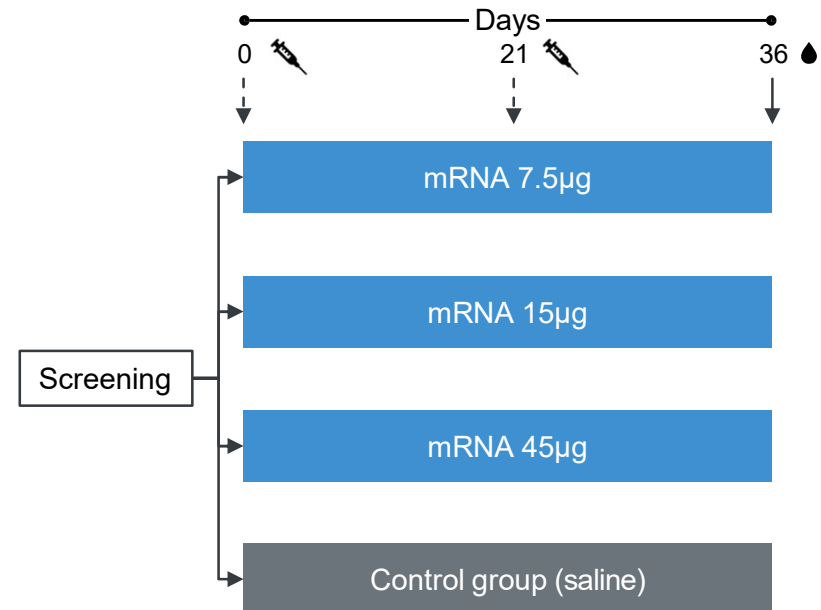 Days
0 21 36
mRNA 7.5µg
mRNA 15µg
Screening
mRNA 45µg
Control group (saline)